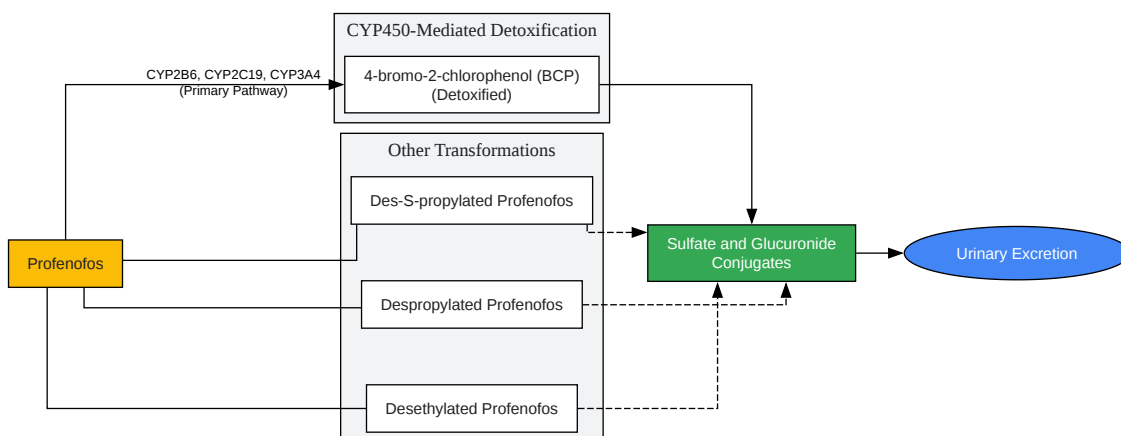 CYP450-Mediated Detoxification
CYP2B6, CYP2C19, CYP3A4
(Primary Pathway)
4-bromo-2-chlorophenol (BCP)
(Detoxified)
Other Transformations
Des-S-propylated Profenofos
Profenofos
Sulfate and Glucuronide
Conjugates
Urinary Excretion
Despropylated Profenofos
Desethylated Profenofos